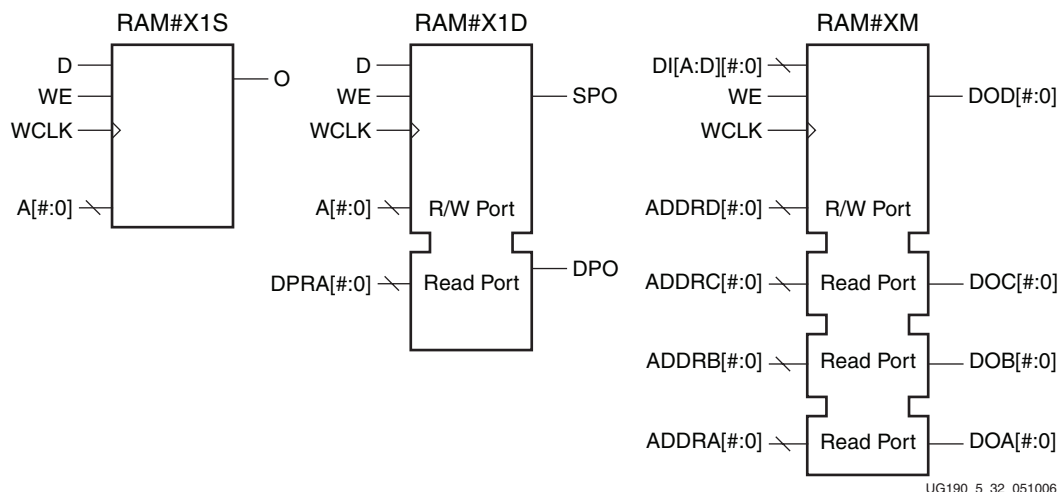 RAM#X1S
D
WE
WCLK
A[#:0]
O
RAM#X1D
D
WE
WCLK
A[#:0]
R/W Port
SPO
DPRA[#:0]
Read Port
DPO
RAM#XM
DI[A:D][#:0]
WE
WCLK
DOD[#:0]
ADDRD[#:0]
R/W Port
ADDRC[#:0]
Read Port
DOC[#:0]
ADDRB[#:0]
Read Port
DOB[#:0]
ADDRA[#:0]
Read Port
DOA[#:0]
UG190_5_32_051006